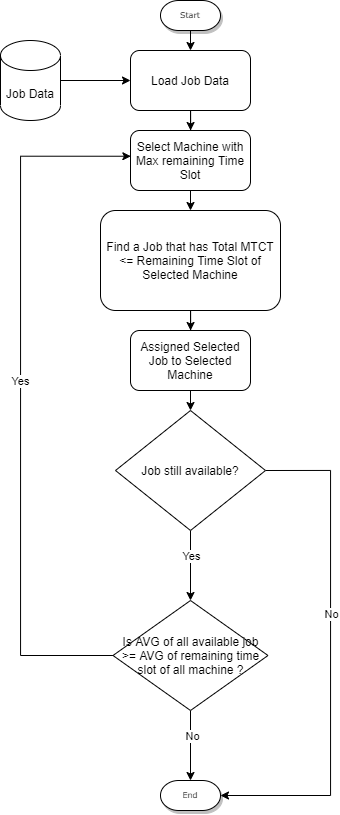 Start
Job Data
Load Job Data
Select Machine with
Max remaining Time
Slot
Find a Job that has Total MTCT
<= Remaining Time Slot of
Selected Machine
Assigned Selected
Job to Selected
Machine
Yes
Job still available?
Yes
No
Is AVG of all available job
>= AVG of remaining time
slot of all machine ?
No
End